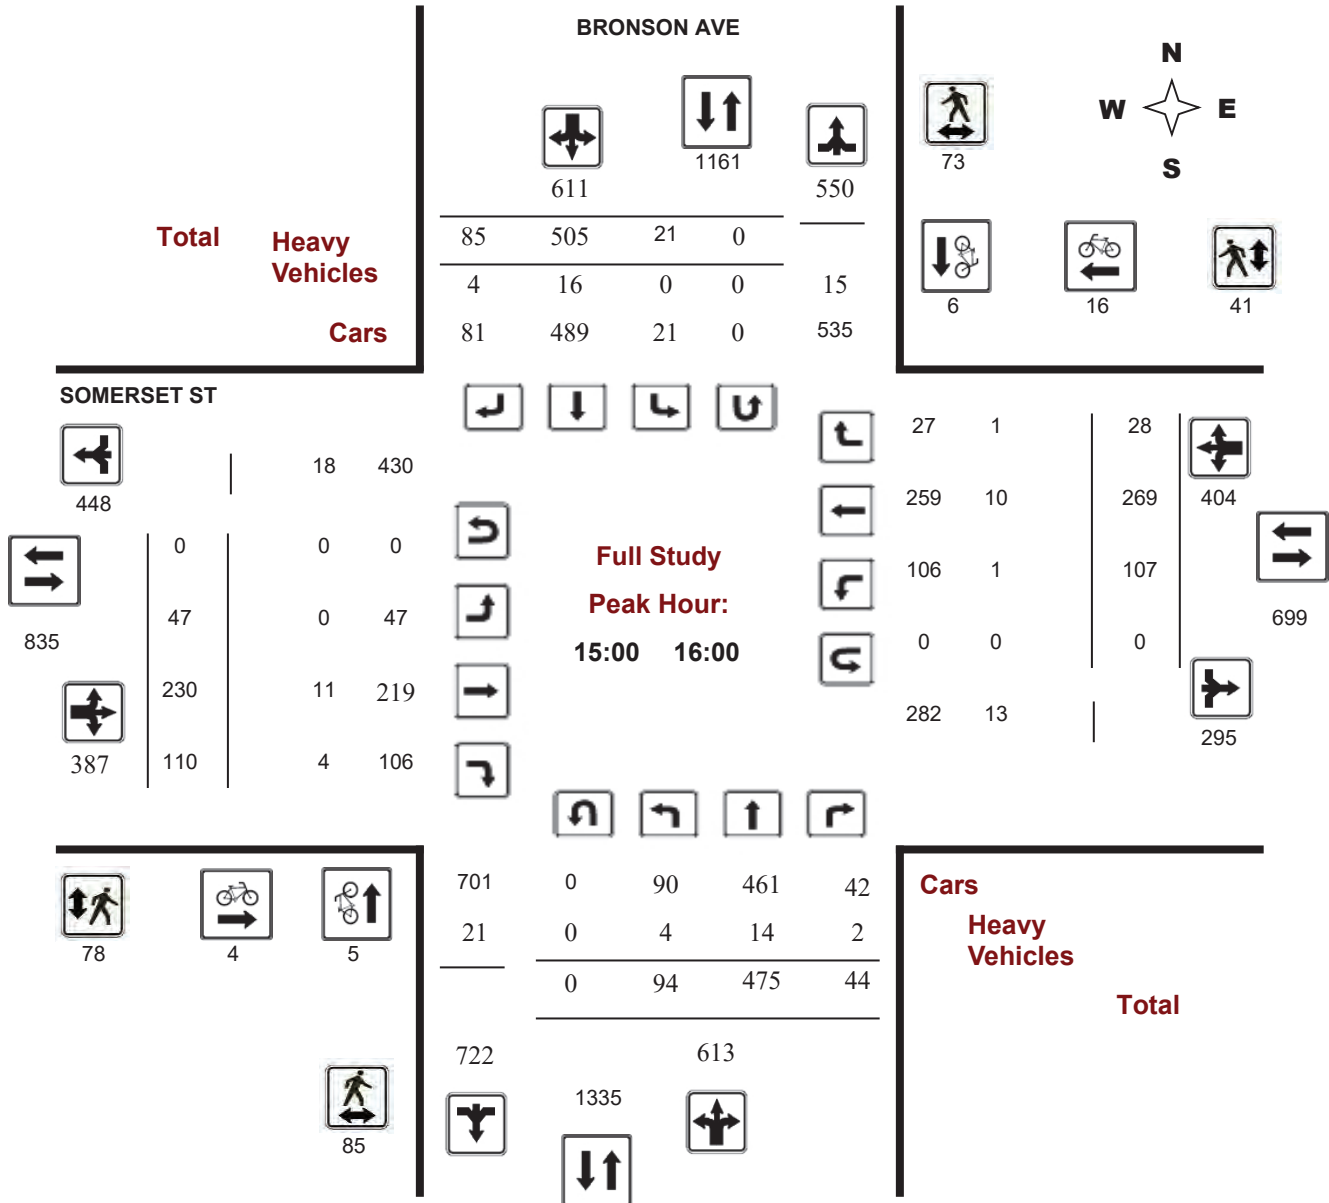 BRONSON AVE
N
W E
S
1161
73
611 550
Total Heavy Vehicles
85 505 21 0
4 16 0 0 15
6 16 41
Cars
81 489 21 0 535
SOMERSET ST
448
18 430
27 1 28
404
259 10 269
0 0 0
835
47 0 47
106 1 107
699
230 11 219
0 0 0
387
110 4 106
282 13
295
Full Study
Peak Hour:
15:00 16:00
701 0 90 461 42
Cars
21 0 4 14 2
Heavy
Vehicles
78 4 5
0 94 475 44
Total
722 613
1335
85